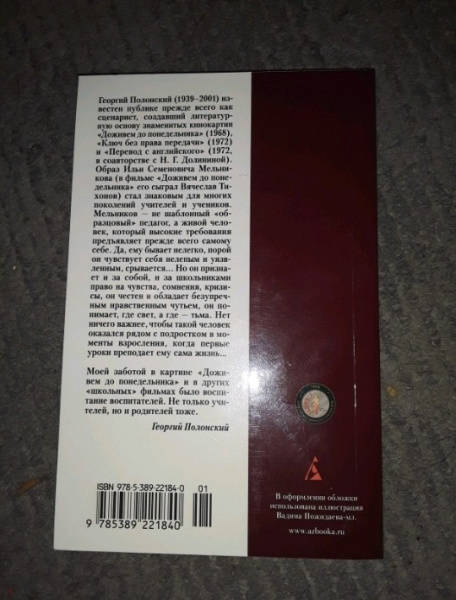 Георгий Полонский (1939–2001) из-
вестен публике прежде всего как
сценарист, создавший литератур-
ную основу знаменитых кинокартин
«Доживем до понедельника» (1968),
«Ключ без права передачи» (1972)
и «Перевод с английского» (1972,
в соавторстве с Н. Г. Долининой).
Образ Ильи Семеновича Мельни-
кова (в фильме «Доживем до поне-
дельника» его сыграл Вячеслав Ти-
хонов) стал знаковым для многих
поколений учителей и учеников.
Мельников — не шаблонный «об-
разцовый» педагог, а живой чело-
век, который высокие требования
предъявляет прежде всего самому
себе. Да, ему бывает нелегко, порой
он чувствует себя нелепым и уяв-
ленным, срывается... Но он призна-
ет и за собой, и за школьниками
право на чувства, сомнения, кризи-
сы, он честен и обладает безупреч-
ным нравственным чутьем, он по-
нимает, где свет, а где — тьма. Нет
ничего важнее, чтобы такой человек
оказался рядом с подростком в мо-
менты взросления, когда первые
уроки преподает ему сама жизнь...
Моей заботой в картине «Дожи-
вем до понедельника» и в других
«школьных» фильмах было воспи-
тание воспитателей. Не только учи-
телей, но и родителей тоже.
Георгий Полонский
ISBN 978-5-389-22184-0
01
9 785389 221840
В оформлении обложки
использована иллюстрация
Вадима Пожидаева-мл.
www.azbooka.ru